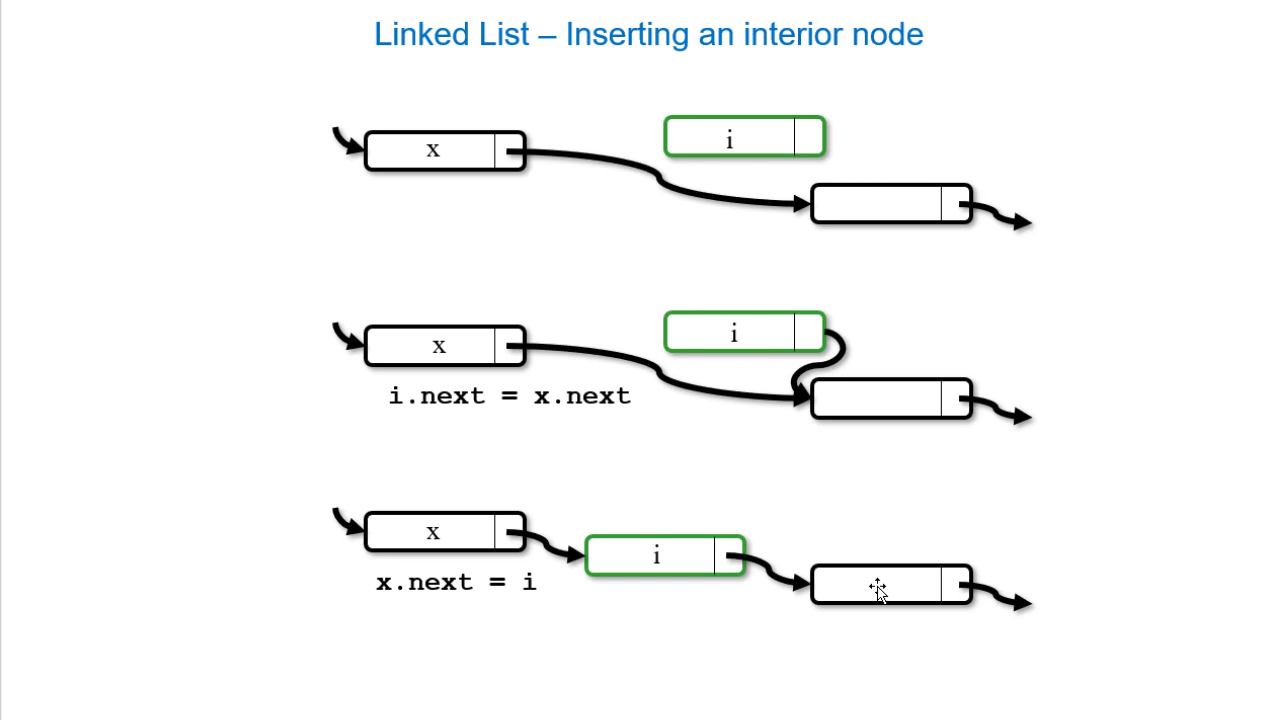 Linked List – Inserting an interior node
x
i
x
i
i.next = x.next
x
i
x.next = i